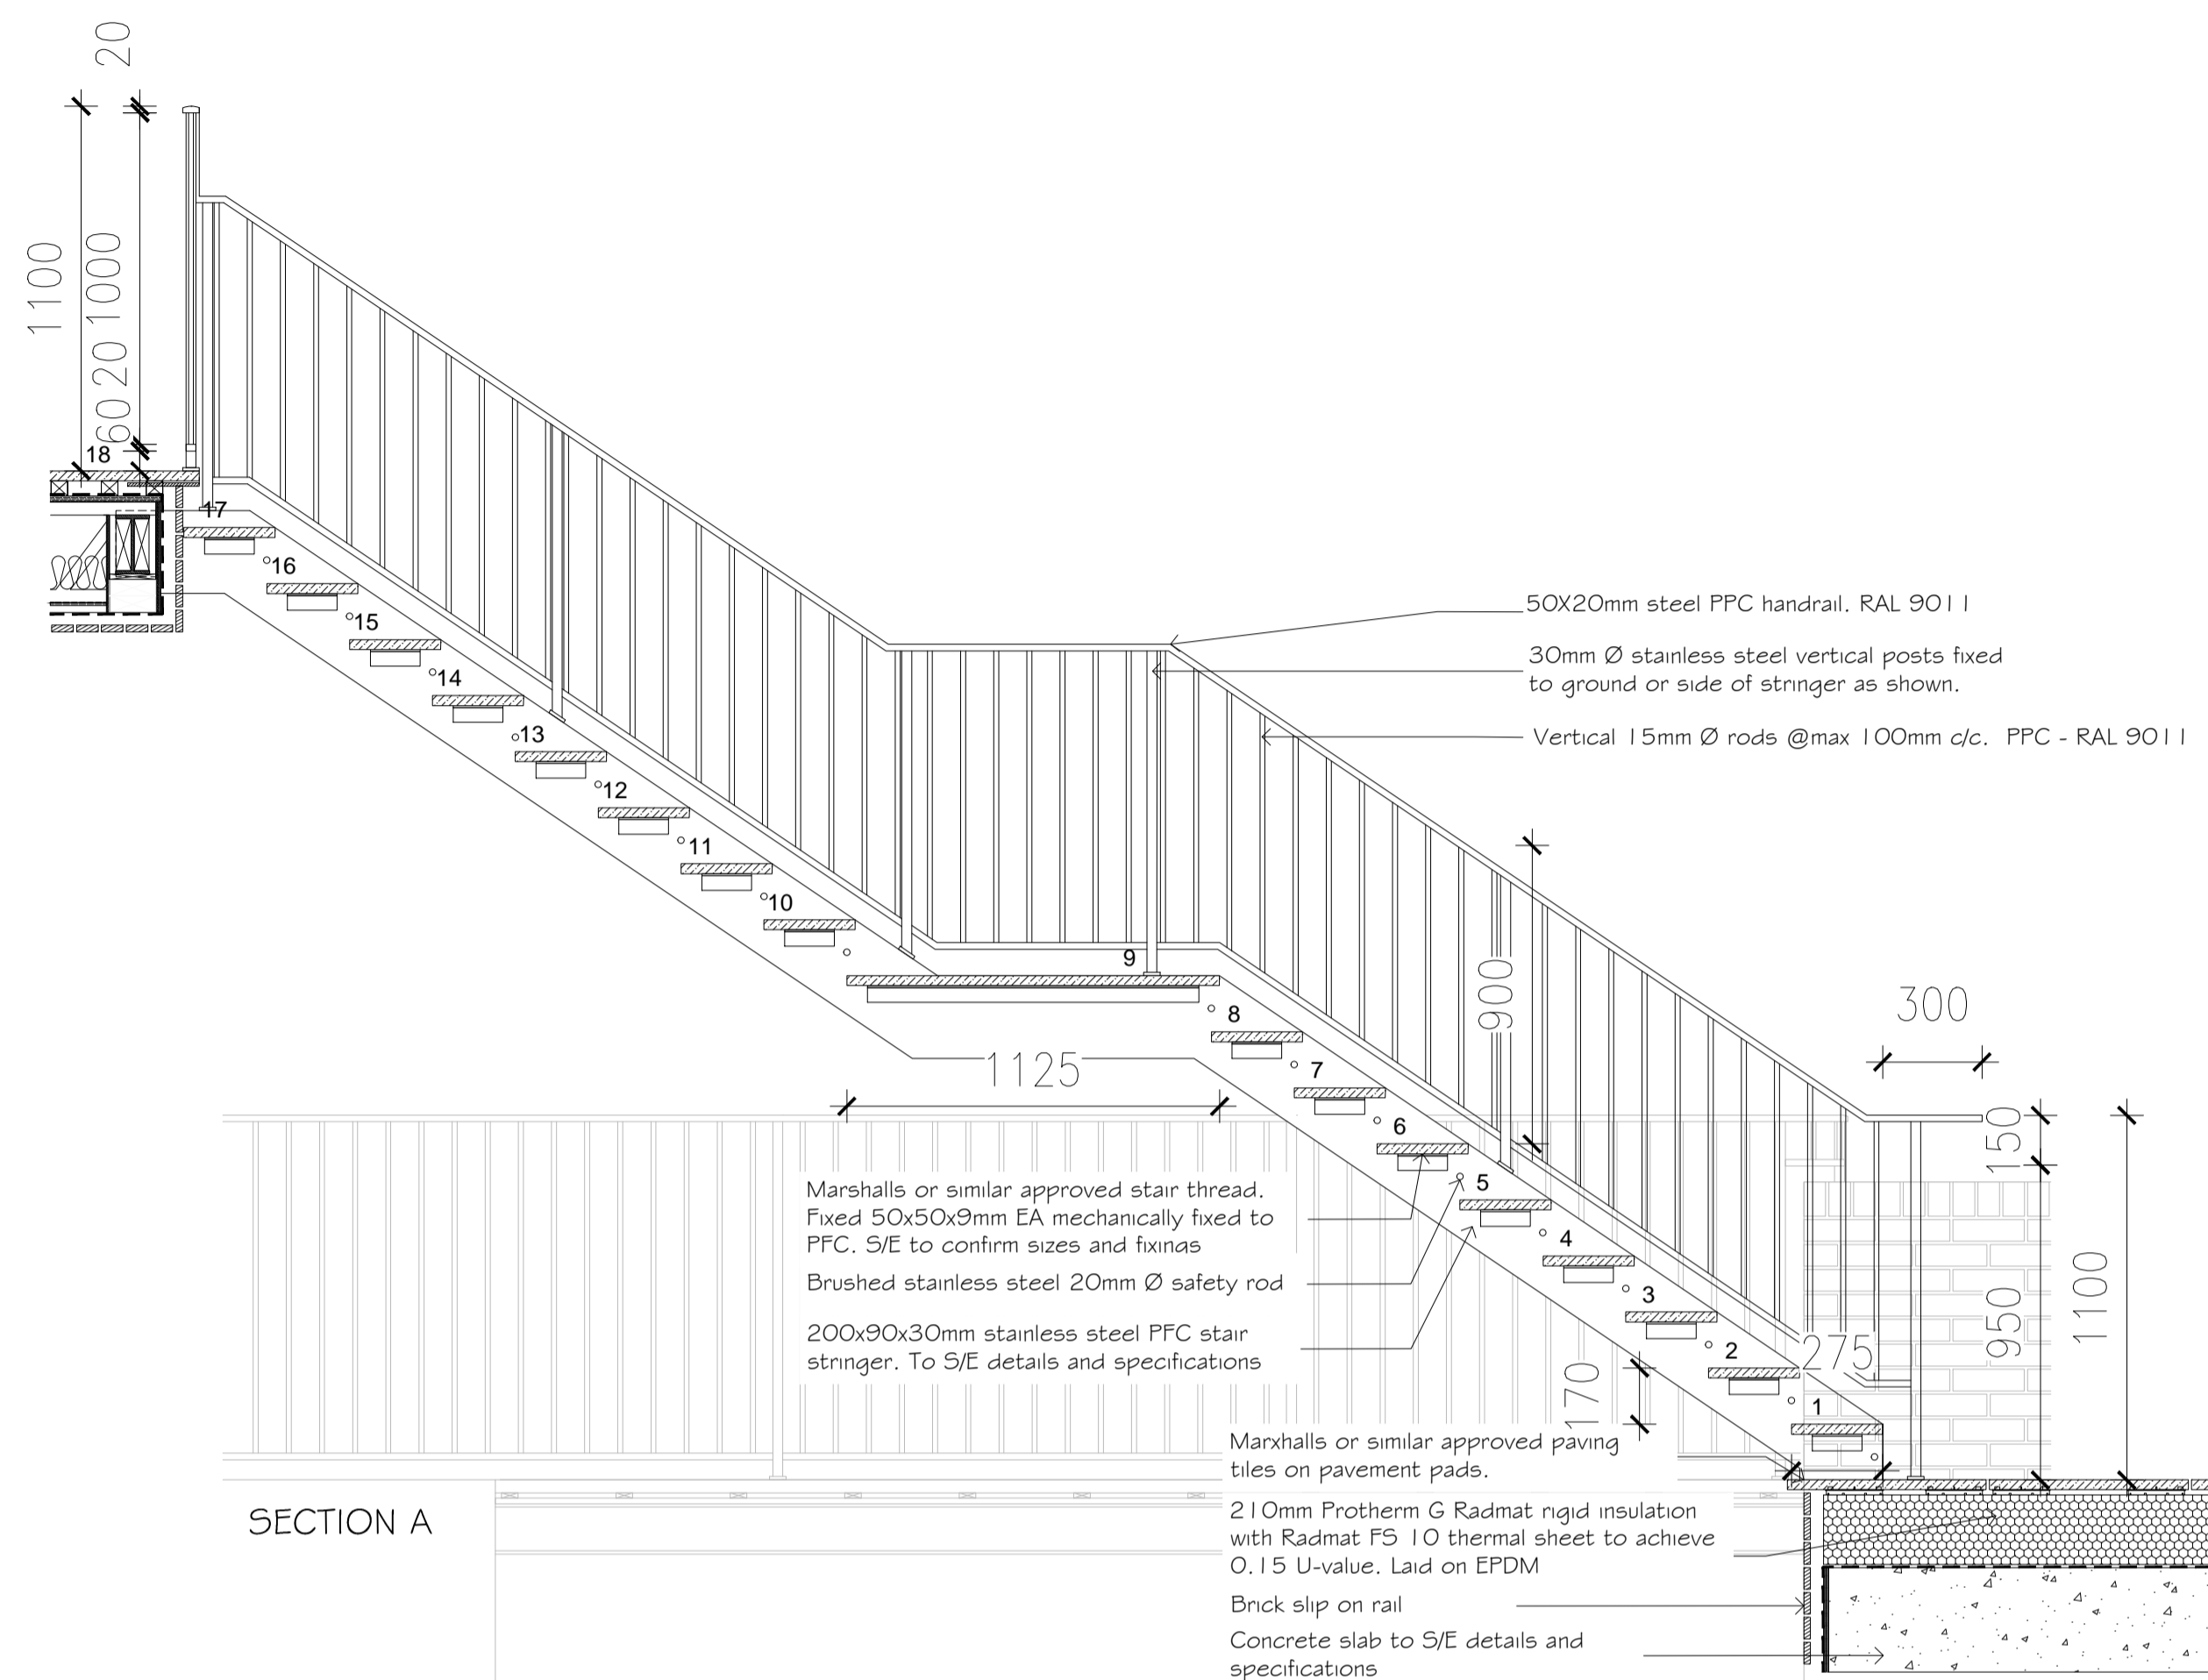 20
1100
1000
20
60
18
17
16
15
14
13
12
11
10
9
8
7
6
5
4
3
2
1
50X20mm steel PPC handrail. RAL 9011
30mm Ø stainless steel vertical posts fixed
to ground or side of stringer as shown.
Vertical 15mm Ø rods @max 100mm c/c. PPC - RAL 9011
900
300
1125
150
950
1100
275
170
Marshalls or similar approved stair thread.
Fixed 50x50x9mm EA mechanically fixed to
PFC. S/E to confirm sizes and fixinas
Brushed stainless steel 20mm Ø safety rod
200x90x30mm stainless steel PFC stair
stringer. To S/E details and specifications
Marxhalls or similar approved paving
tiles on pavement pads.
210mm Protherm G Radmat rigid insulation
with Radmat FS 10 thermal sheet to achieve
0.15 U-value. Laid on EPDM
Brick slip on rail
Concrete slab to S/E details and
specifications
SECTION A